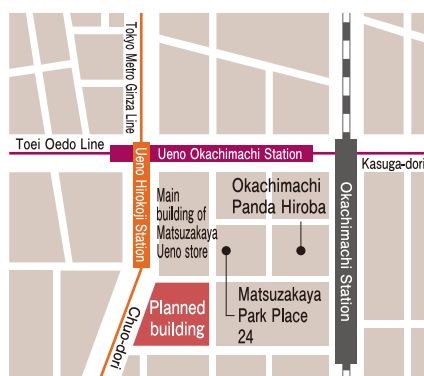 Tokyo Metro Ginza Line
Toei Oedo Line
Ueno Okachimachi Station
Kasuga-dori
Ueno Hirokoji Station
Main
building of
Matsuzakaya
Ueno store
Okachimachi
Panda Hiroba
Okachimachi Station
Planned
building
Matsuzakaya
Park Place
24
Chuo-dori